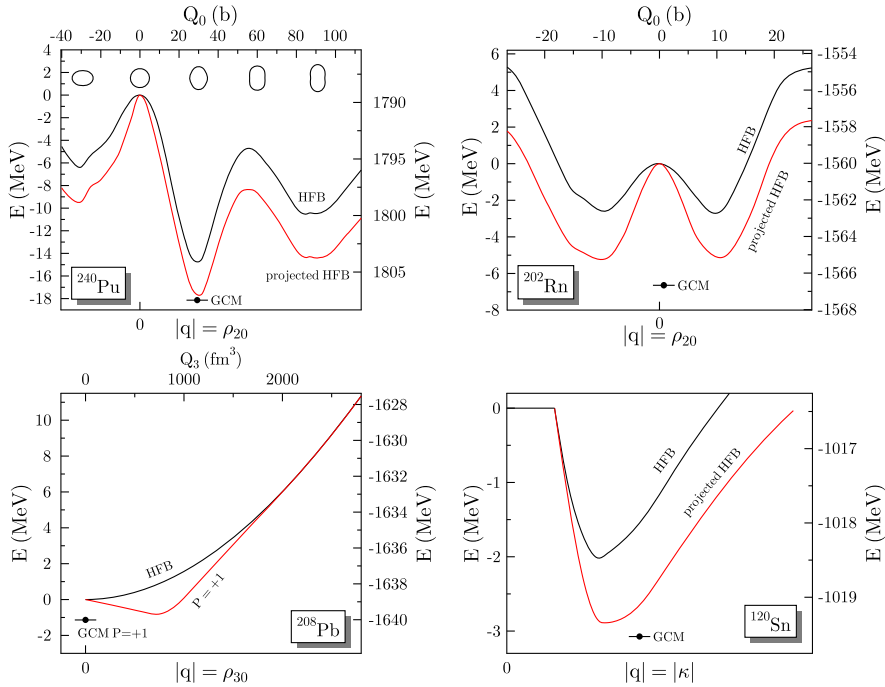 Q₀ (b)
-40 -20 0 20 40 60 80 100
4
2
0
-2
-4
-6
-8
-10
-12
-14
-16
-18
E (MeV)
1790
1795
1800
1805
E (MeV)
HFB
projected HFB
GCM
²⁴⁰Pu
0
|q| = ρ₂₀
Q₀ (b)
-20 -10 0 10 20
6
4
2
0
-2
-4
-6
-8
E (MeV)
-1554
-1556
-1558
-1560
-1562
-1564
-1566
-1568
E (MeV)
HFB
projected HFB
GCM
²⁰²Rn
0
|q| = ρ₂₀
Q₃ (fm³)
0 1000 2000
10
8
6
4
2
0
-2
E (MeV)
-1628
-1630
-1632
-1634
-1636
-1638
-1640
E (MeV)
HFB
P=+1
GCM P=+1
²⁰⁸Pb
0
|q| = ρ₃₀
0
-1
-2
-3
E (MeV)
-1017
-1018
-1019
E (MeV)
HFB
projected HFB
GCM
¹²⁰Sn
0
|q| = |κ|